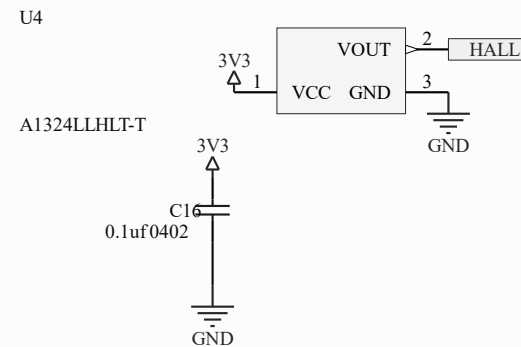 U4
VOUT 2 HALL
3V3
1 VCC GND 3
A1324LLHLT-T
GND
3V3
C16
0.1uf 0402
GND